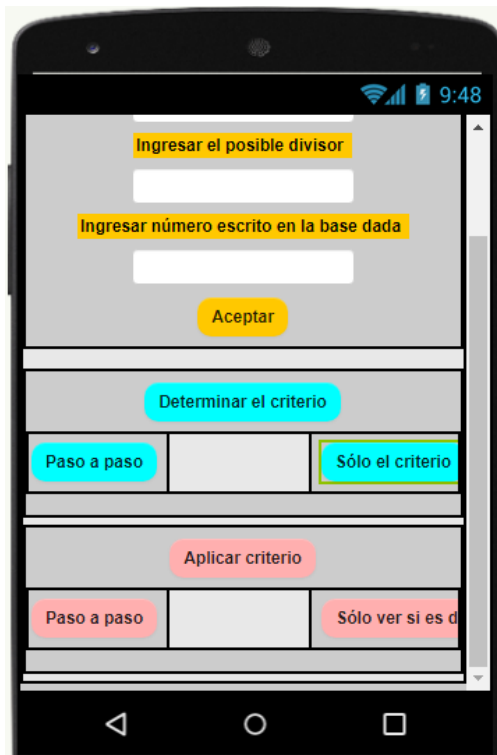 9:48
Ingresar el posible divisor
Ingresar número escrito en la base dada
Aceptar
Determinar el criterio
Paso a paso
Sólo el criterio
Aplicar criterio
Paso a paso
Sólo ver si es d